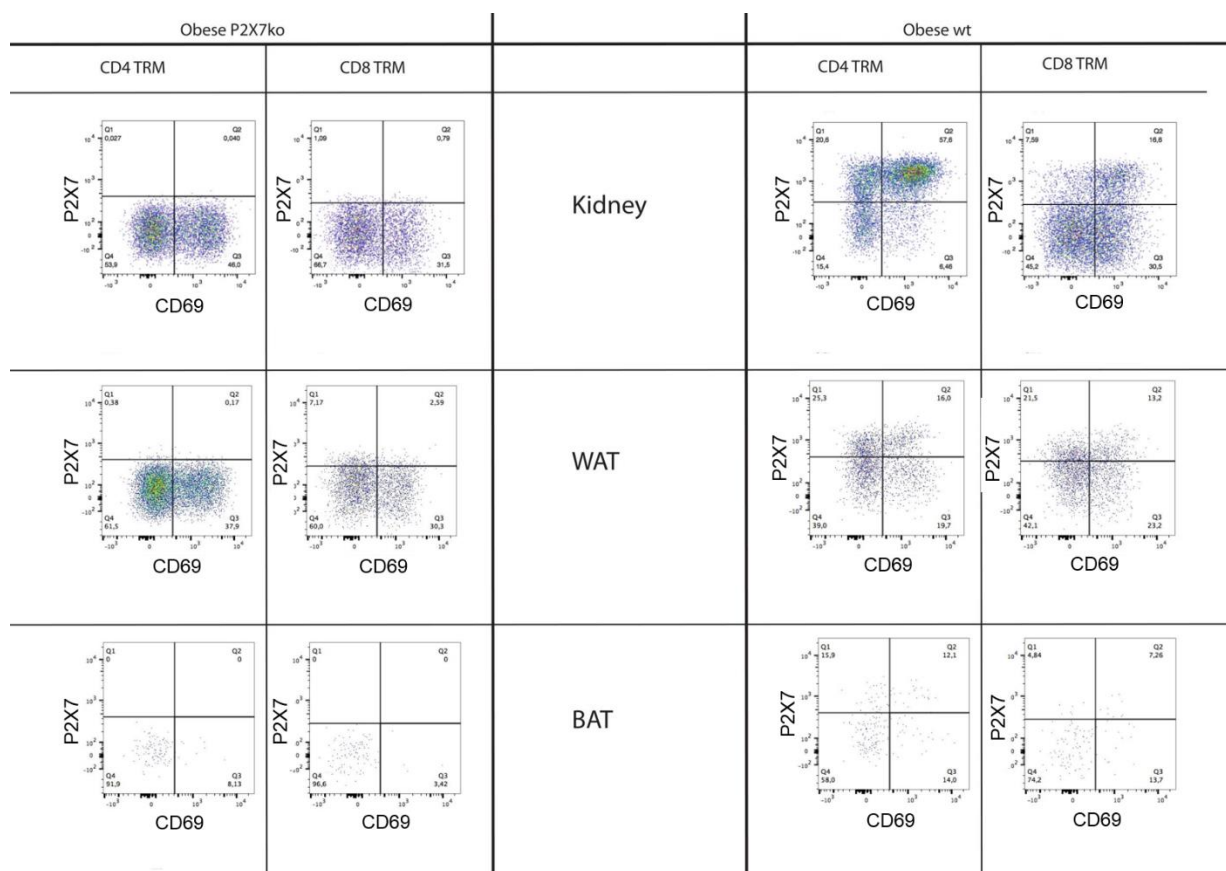 Obese P2X7ko
Obese wt
CD4 TRM
CD8 TRM
CD4 TRM
CD8 TRM
Kidney
P2X7
Q1
0,027
Q2
0,040
Q4
53,9
Q3
46,0
CD69
P2X7
Q1
1,09
Q2
0,79
Q4
66,7
Q3
31,5
CD69
P2X7
Q1
20,6
Q2
57,6
Q4
15,4
Q3
6,46
CD69
P2X7
Q1
7,59
Q2
16,6
Q4
45,2
Q3
30,5
CD69
WAT
P2X7
Q1
0,38
Q2
0,17
Q4
61,5
Q3
37,9
CD69
P2X7
Q1
7,17
Q2
2,59
Q4
60,0
Q3
30,3
CD69
P2X7
Q1
25,3
Q2
16,0
Q4
39,0
Q3
19,7
CD69
P2X7
Q1
21,5
Q2
13,2
Q4
42,1
Q3
23,2
CD69
BAT
P2X7
Q1
0
Q2
0
Q4
91,9
Q3
8,13
CD69
P2X7
Q1
0
Q2
0
Q4
96,6
Q3
3,42
CD69
P2X7
Q1
15,9
Q2
12,1
Q4
58,0
Q3
14,0
CD69
P2X7
Q1
4,84
Q2
7,26
Q4
74,2
Q3
13,7
CD69